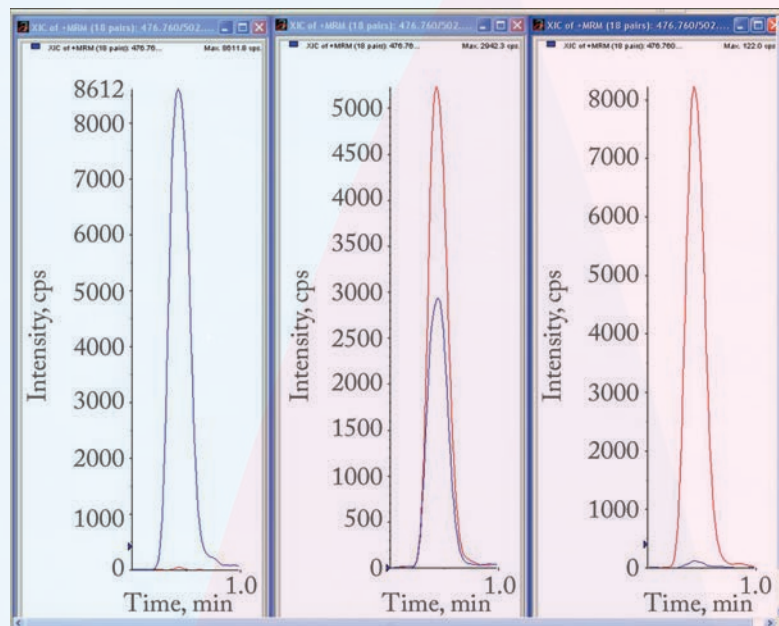 XIC of +MRM (18 pairs): 476.760/502....
XIC of +MRM (18 pairs): 476.76...
Max. 8611.8 cps.
8612
8000
7000
6000
5000
4000
3000
2000
1000
0
Intensity, cps
1.0
Time, min
XIC of +MRM (18 pairs): 476.760/502....
XIC of +MRM (18 pairs): 476.76...
Max. 2942.3 cps.
5000
4500
4000
3500
3000
2500
2000
1500
1000
500
0
Intensity, cps
1.0
Time, min
XIC of +MRM (18 pairs): 476.760/502....
XIC of +MRM (18 pairs): 476.760...
Max. 122.0 cps.
8000
7000
6000
5000
4000
3000
2000
1000
0
Intensity, cps
1.0
Time, min